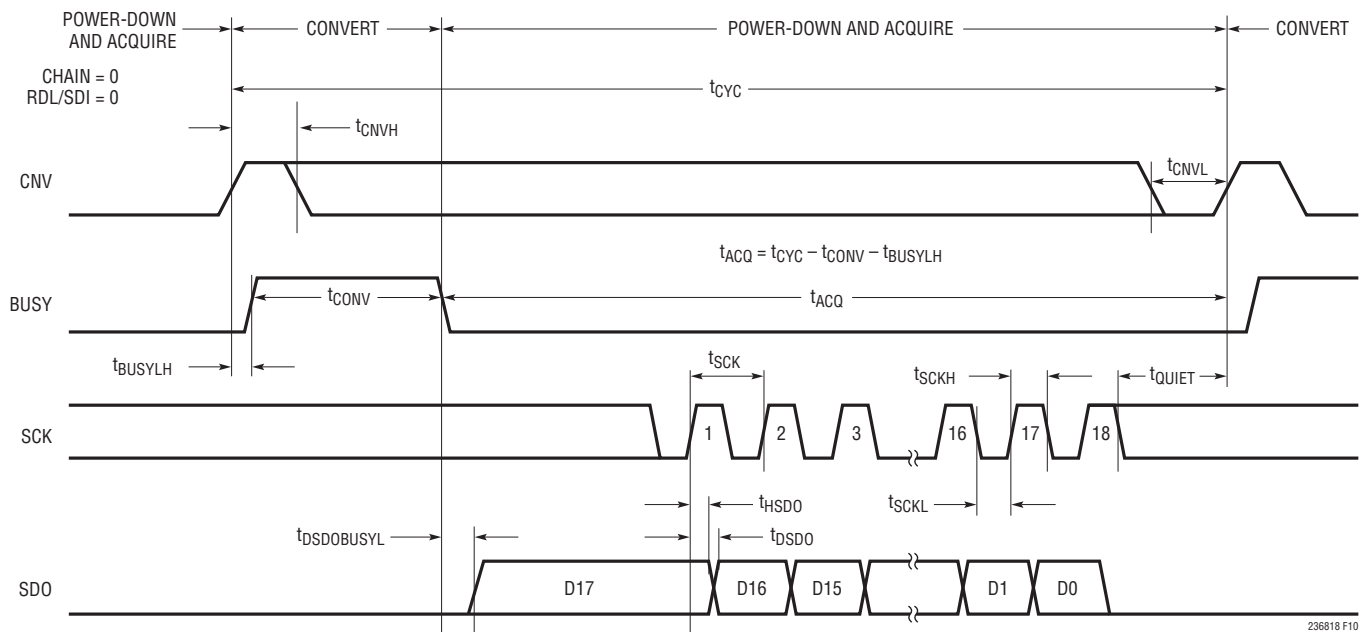 POWER-DOWN
AND ACQUIRE
CONVERT
POWER-DOWN AND ACQUIRE
CONVERT
CHAIN = 0
RDL/SDI = 0
tCYC
tCNVH
tCNVL
CNV
tACQ = tCYC – tCONV – tBUSYLH
BUSY
tCONV
tACQ
tBUSYLH
tSCK
tSCKH
tQUIET
SCK
1 2 3 16 17 18
tHSDO
tSCKL
tDSDOBUSYL
tDSDO
SDO
D17 D16 D15 D1 D0
236818 F10